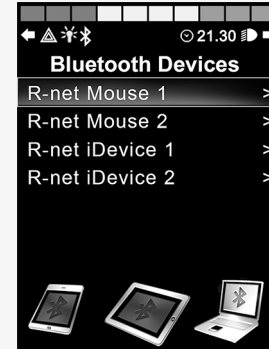 21.30
Bluetooth Devices
R-net Mouse 1 >
R-net Mouse 2 >
R-net iDevice 1 >
R-net iDevice 2 >